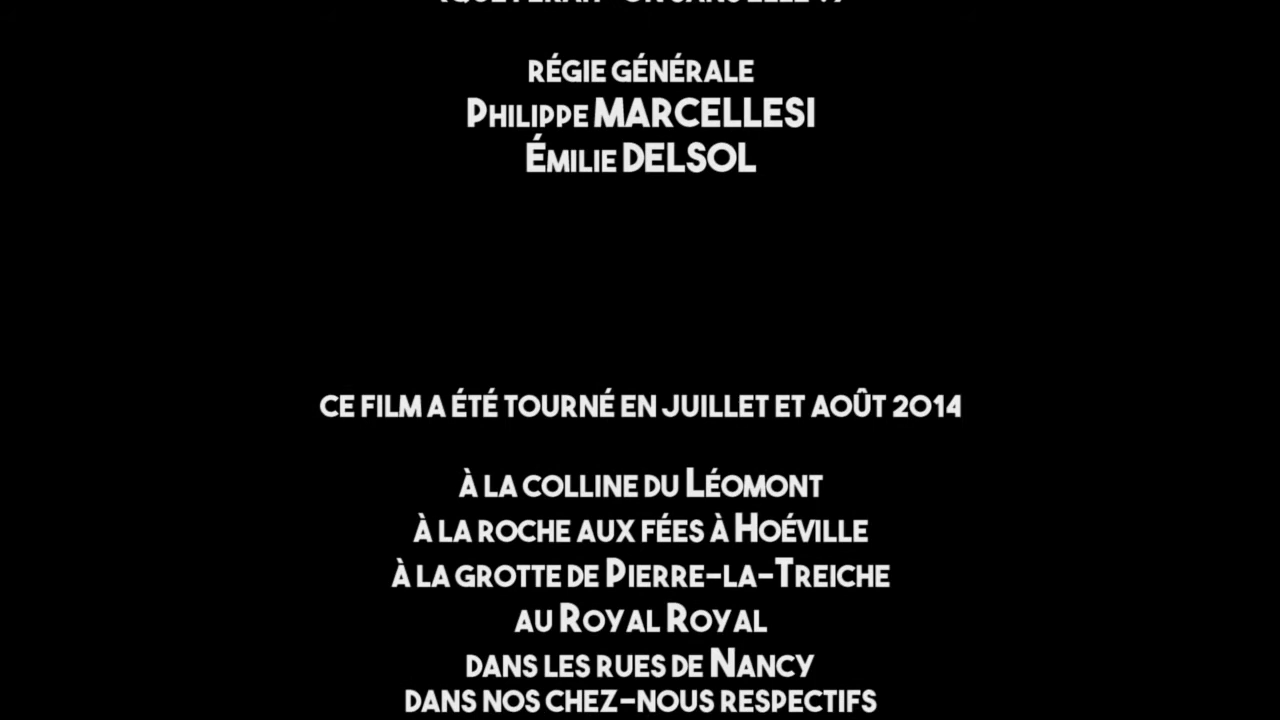 RÉGIE GÉNÉRALE
PHILIPPE MARCELLESI
ÉMILIE DELSOL
CE FILM A ÉTÉ TOURNÉ EN JUILLET ET AOÛT 2014
À LA COLLINE DU LÉOMONT
À LA ROCHE AUX FÉES À HOÉVILLE
À LA GROTTE DE PIERRE-LA-TREICHE
AU ROYAL ROYAL
DANS LES RUES DE NANCY
DANS NOS CHEZ-NOUS RESPECTIFS